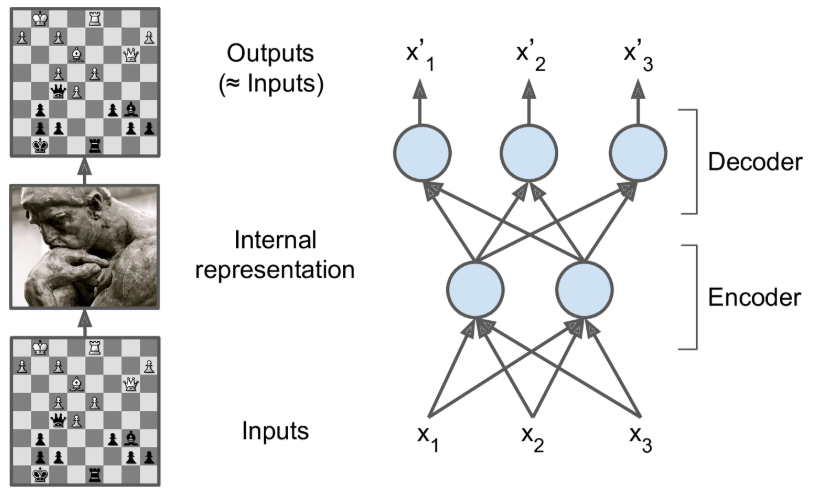 Outputs
(≈ Inputs)
x'₁ x'₂ x'₃
Decoder
Internal
representation
Encoder
Inputs
x₁ x₂ x₃